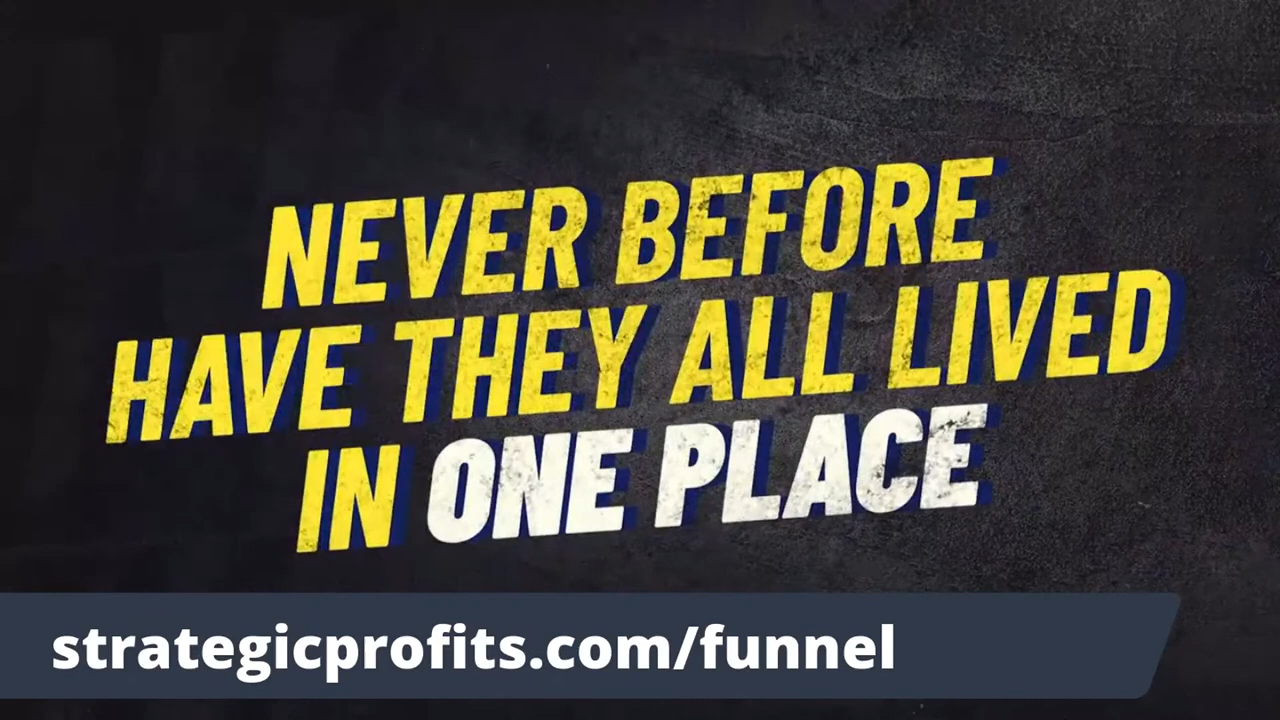 NEVER BEFORE
HAVE THEY ALL LIVED
IN ONE PLACE
strategicprofits.com/funnel